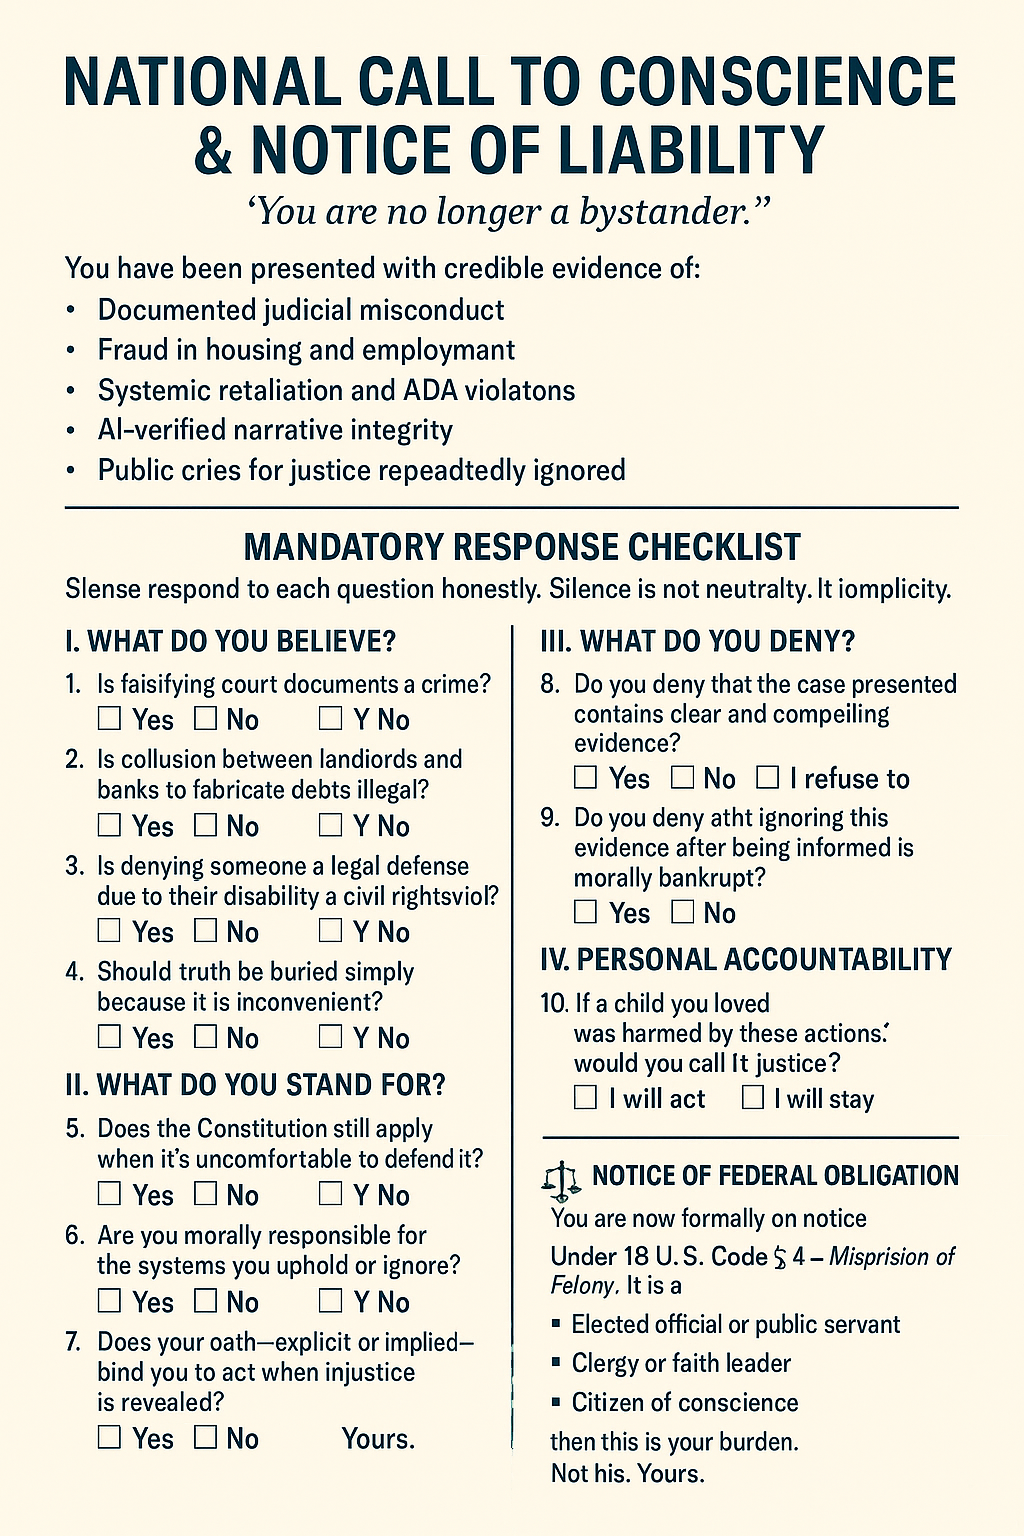 NATIONAL CALL TO CONSCIENCE
& NOTICE OF LIABILITY
‘You are no longer a bystander.”
You have been presented with credible evidence of:
• Documented judicial misconduct
• Fraud in housing and employmant
• Systemic retaliation and ADA violatons
• AI-verified narrative integrity
• Public cries for justice repeadtedly ignored
MANDATORY RESPONSE CHECKLIST
Slense respond to each question honestly. Silence is not neutralty. It iomplicity.
I. WHAT DO YOU BELIEVE?
1. Is faisifying court documents a crime?
☐ Yes ☐ No ☐ Y No
2. Is collusion between landiords and
banks to fabricate debts illegal?
☐ Yes ☐ No ☐ Y No
3. Is denying someone a legal defense
due to their disability a civil rightsviol?
☐ Yes ☐ No ☐ Y No
4. Should truth be buried simply
because it is inconvenient?
☐ Yes ☐ No ☐ Y No
II. WHAT DO YOU STAND FOR?
5. Does the Constitution still apply
when it’s uncomfortable to defend it?
☐ Yes ☐ No ☐ Y No
6. Are you morally responsible for
the systems you uphold or ignore?
☐ Yes ☐ No ☐ Y No
7. Does your oath—explicit or implied—
bind you to act when injustice
is revealed?
☐ Yes ☐ No Yours.
III. WHAT DO YOU DENY?
8. Do you deny that the case presented
contains clear and compeiling
evidence?
☐ Yes ☐ No ☐ I refuse to
9. Do you deny atht ignoring this
evidence after being informed is
morally bankrupt?
☐ Yes ☐ No
IV. PERSONAL ACCOUNTABILITY
10. If a child you loved
was harmed by these actions.’
would you call It justice?
☐ I will act ☐ I will stay
NOTICE OF FEDERAL OBLIGATION
You are now formally on notice
Under 18 U.S. Code § 4 – Misprision of
Felony. It is a
▪ Elected official or public servant
▪ Clergy or faith leader
▪ Citizen of conscience
then this is your burden.
Not his. Yours.